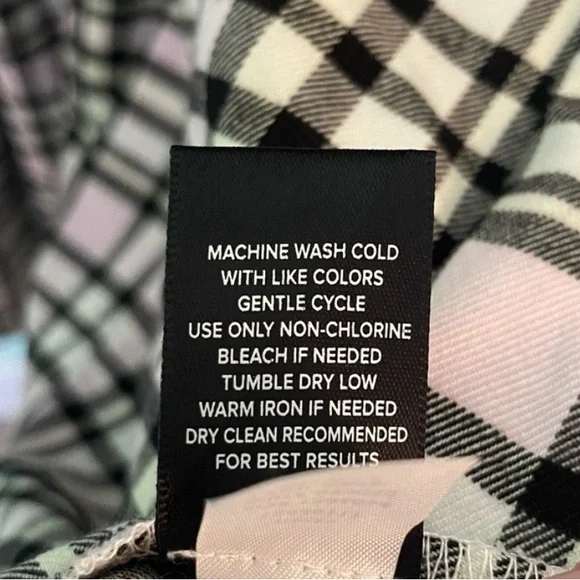 MACHINE WASH COLD
WITH LIKE COLORS
GENTLE CYCLE
USE ONLY NON-CHLORINE
BLEACH IF NEEDED
TUMBLE DRY LOW
WARM IRON IF NEEDED
DRY CLEAN RECOMMENDED
FOR BEST RESULTS